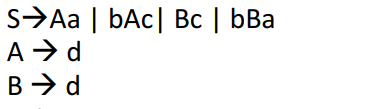 S→Aa | bAc| Bc | bBa
A → d
B → d